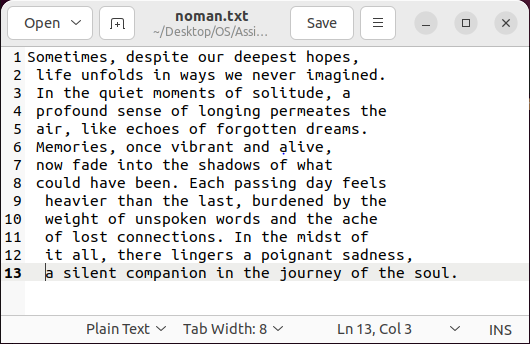 Open
noman.txt
~/Desktop/OS/Assi...
Save
1 Sometimes, despite our deepest hopes,
2 life unfolds in ways we never imagined.
3 In the quiet moments of solitude, a
4 profound sense of longing permeates the
5 air, like echoes of forgotten dreams.
6 Memories, once vibrant and ạlive,
7 now fade into the shadows of what
8 could have been. Each passing day feels
9 heavier than the last, burdened by the
10 weight of unspoken words and the ache
11 of lost connections. In the midst of
12 it all, there lingers a poignant sadness,
13 a silent companion in the journey of the soul.
Plain Text Tab Width: 8 Ln 13, Col 3 INS